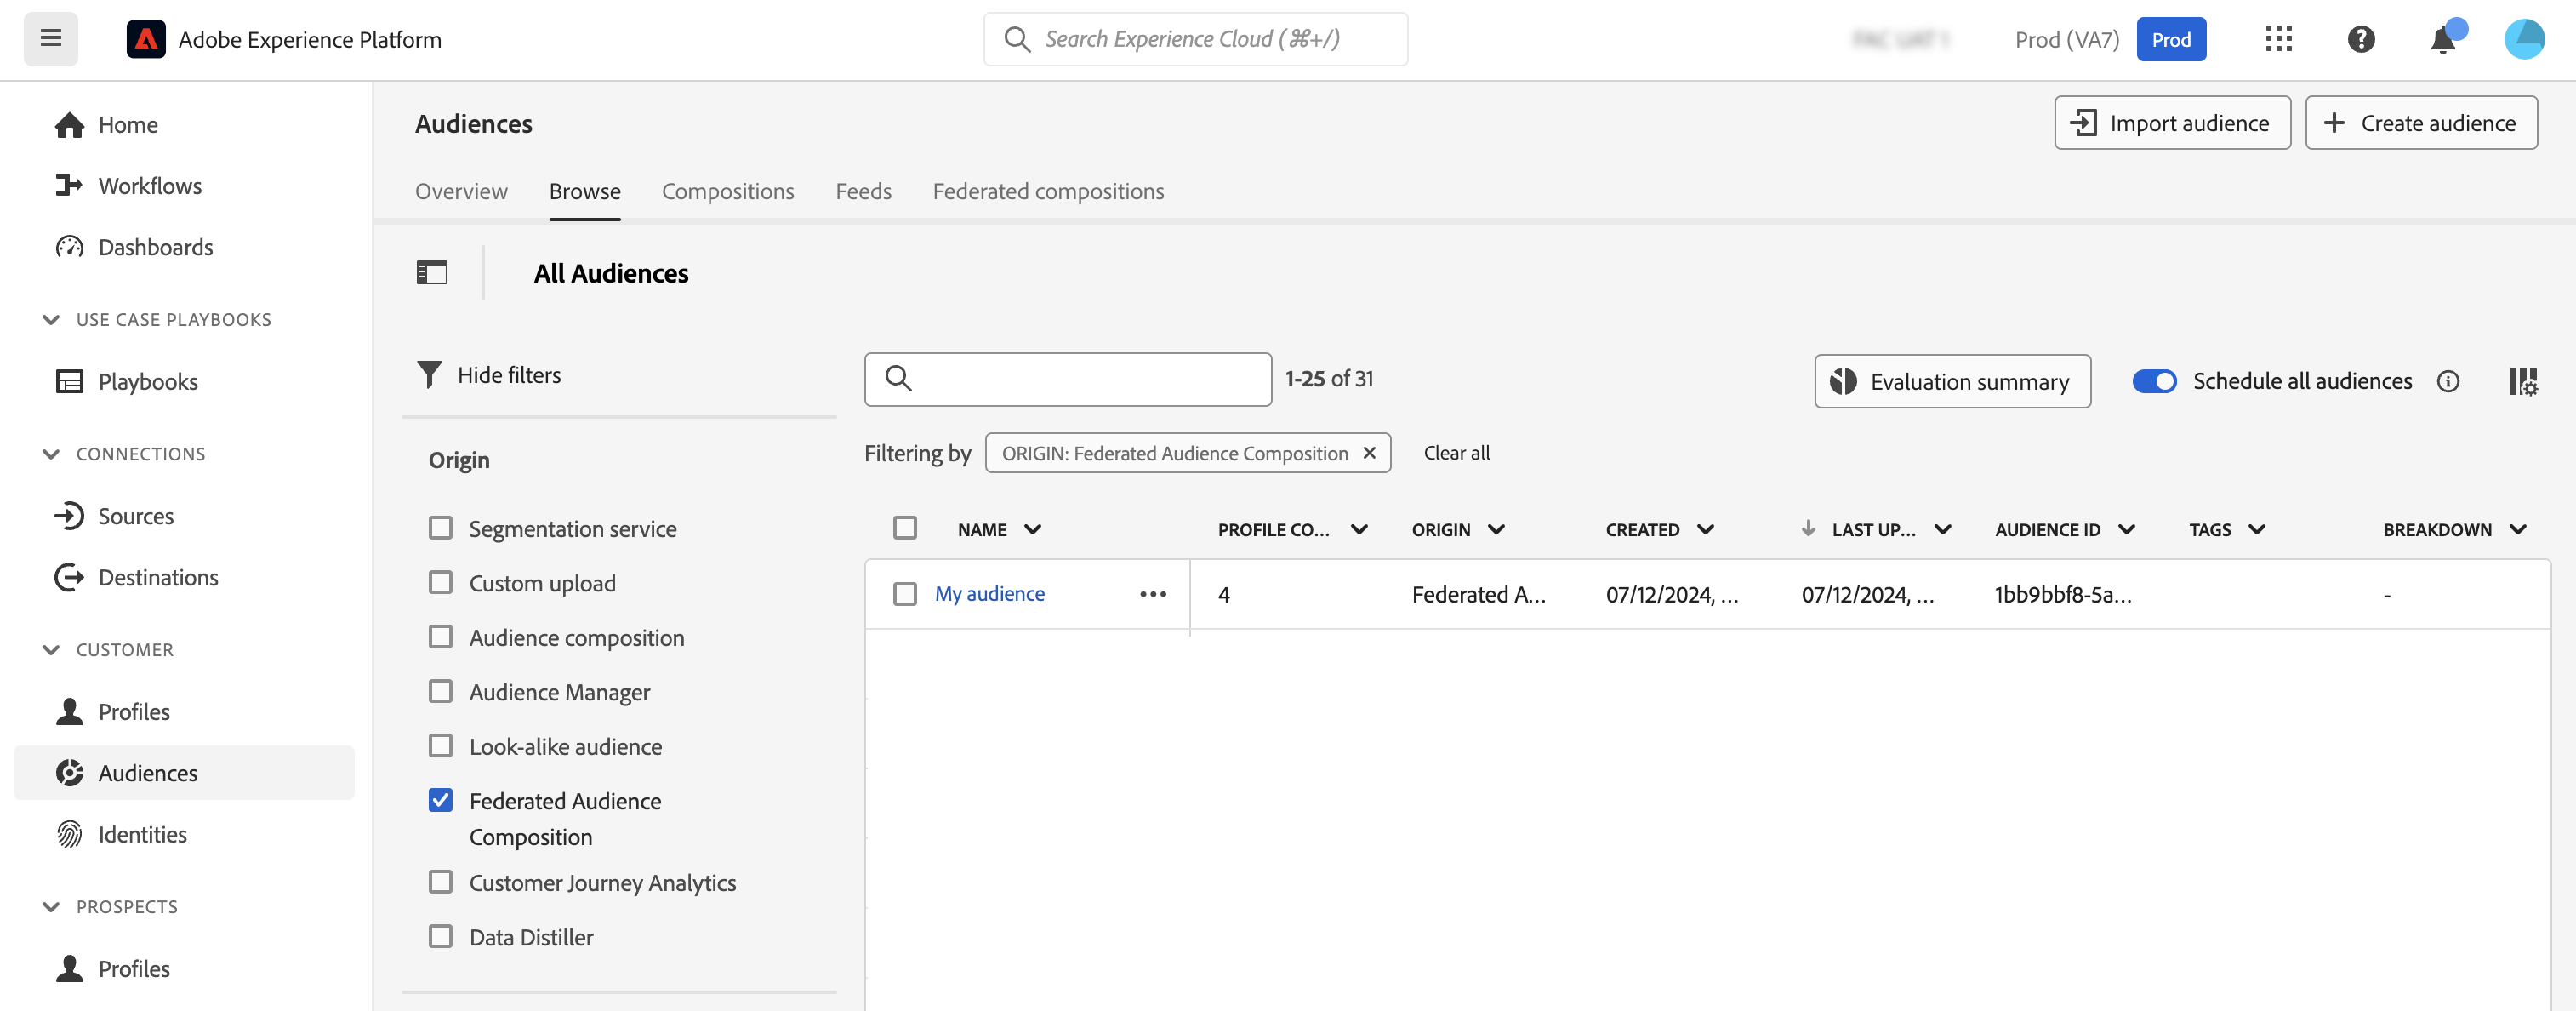 Adobe Experience Platform
Search Experience Cloud (⌘+/)
Prod (VA7)
Prod
Home
Workflows
Dashboards
USE CASE PLAYBOOKS
Playbooks
CONNECTIONS
Sources
Destinations
CUSTOMER
Profiles
Audiences
Identities
PROSPECTS
Profiles
Audiences
Import audience
Create audience
Overview
Browse
Compositions
Feeds
Federated compositions
All Audiences
Hide filters
Origin
Segmentation service
Custom upload
Audience composition
Audience Manager
Look-alike audience
Federated Audience
Composition
Customer Journey Analytics
Data Distiller
1-25 of 31
Evaluation summary
Schedule all audiences
Filtering by
ORIGIN: Federated Audience Composition
Clear all
NAME
PROFILE CO...
ORIGIN
CREATED
LAST UP...
AUDIENCE ID
TAGS
BREAKDOWN
My audience
4
Federated A...
07/12/2024, ...
07/12/2024, ...
1bb9bbf8-5a...
-